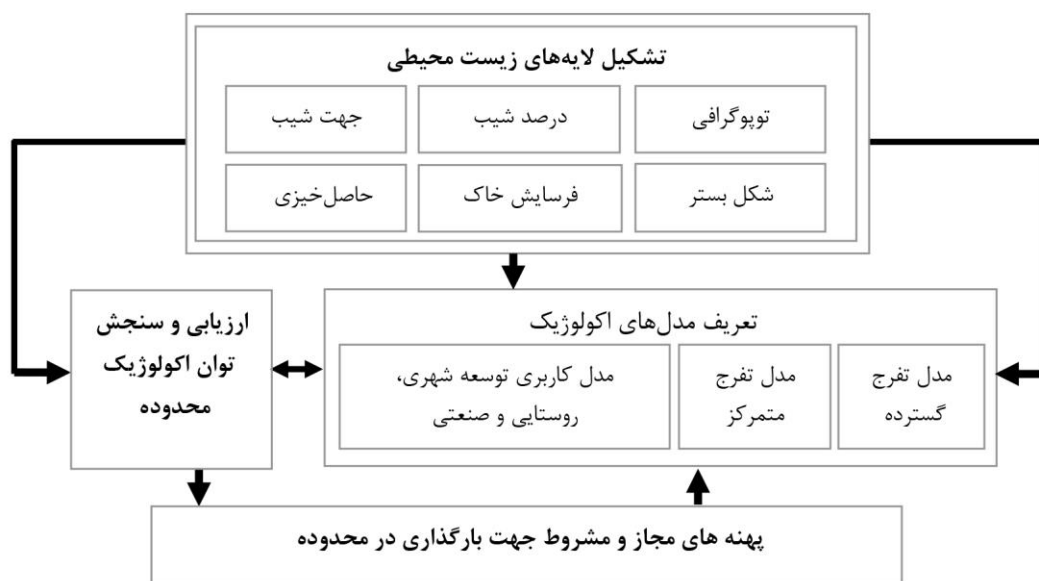 تشکیل لایه‌های زیست محیطی
توپوگرافی
درصد شیب
جهت شیب
شکل بستر
فرسایش خاک
حاصل‌خیزی
تعریف مدل‌های اکولوژیک
مدل تفرج
گسترده
مدل تفرج
متمرکز
مدل کاربری توسعه شهری،
روستایی و صنعتی
ارزیابی و سنجش
توان اکولوژیک
محدوده
پهنه های مجاز و مشروط جهت بارگذاری در محدوده